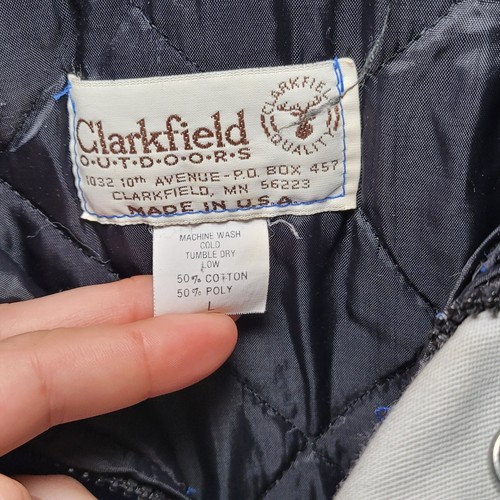 Clarkfield
OUTDOORS
CLARKFIELD
QUALITY
1032 10th AVENUE-P.O. BOX 457
CLARKFIELD, MN 56223
MADE IN U.S.A.
MACHINE WASH
COLD
TUMBLE DRY
LOW
50% COTTON
50% POLY
L